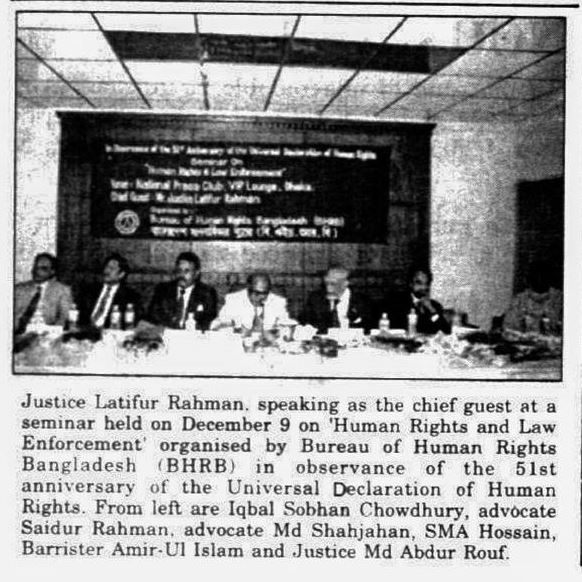 In Observance of the 51st Anniversary of the Universal Declaration of Human Rights
Seminar On
"Human Rights & Law Enforcement"
National Press Club, VIP Lounge, Dhaka.
Chief Guest : Mr. Justice Latifur Rahman
Bureau of Human Rights Bangladesh (BHRB)
Justice Latifur Rahman, speaking as the chief guest at a
seminar held on December 9 on 'Human Rights and Law
Enforcement' organised by Bureau of Human Rights
Bangladesh (BHRB) in observance of the 51st
anniversary of the Universal Declaration of Human
Rights. From left are Iqbal Sobhan Chowdhury, advocate
Saidur Rahman, advocate Md Shahjahan, SMA Hossain,
Barrister Amir-Ul Islam and Justice Md Abdur Rouf.